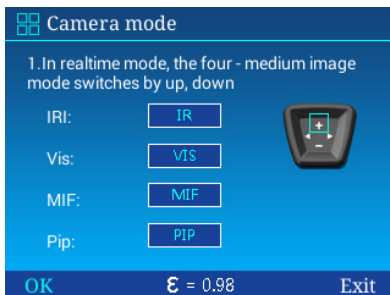 Camera mode
1.In realtime mode, the four - medium image
mode switches by up, down
IRI: IR
Vis: VIS
MIF: MIF
Pip: PIP
+
-
OK ε = 0.98 Exit